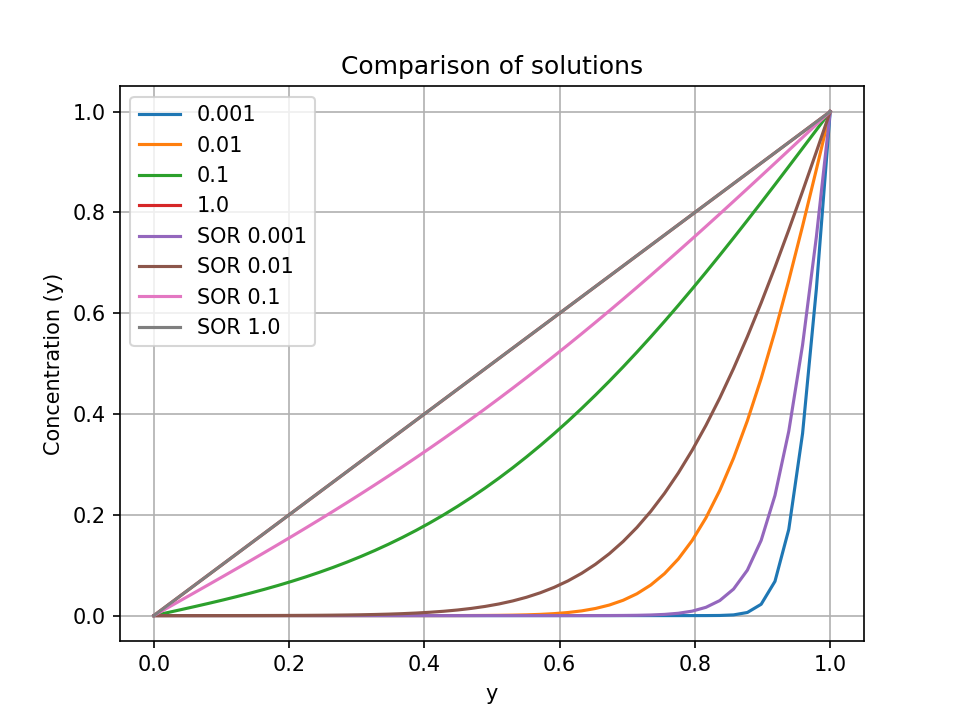 Comparison of solutions
1.0
0.8
0.6
0.4
0.2
0.0
Concentration (y)
0.001
0.01
0.1
1.0
SOR 0.001
SOR 0.01
SOR 0.1
SOR 1.0
0.0 0.2 0.4 0.6 0.8 1.0
y